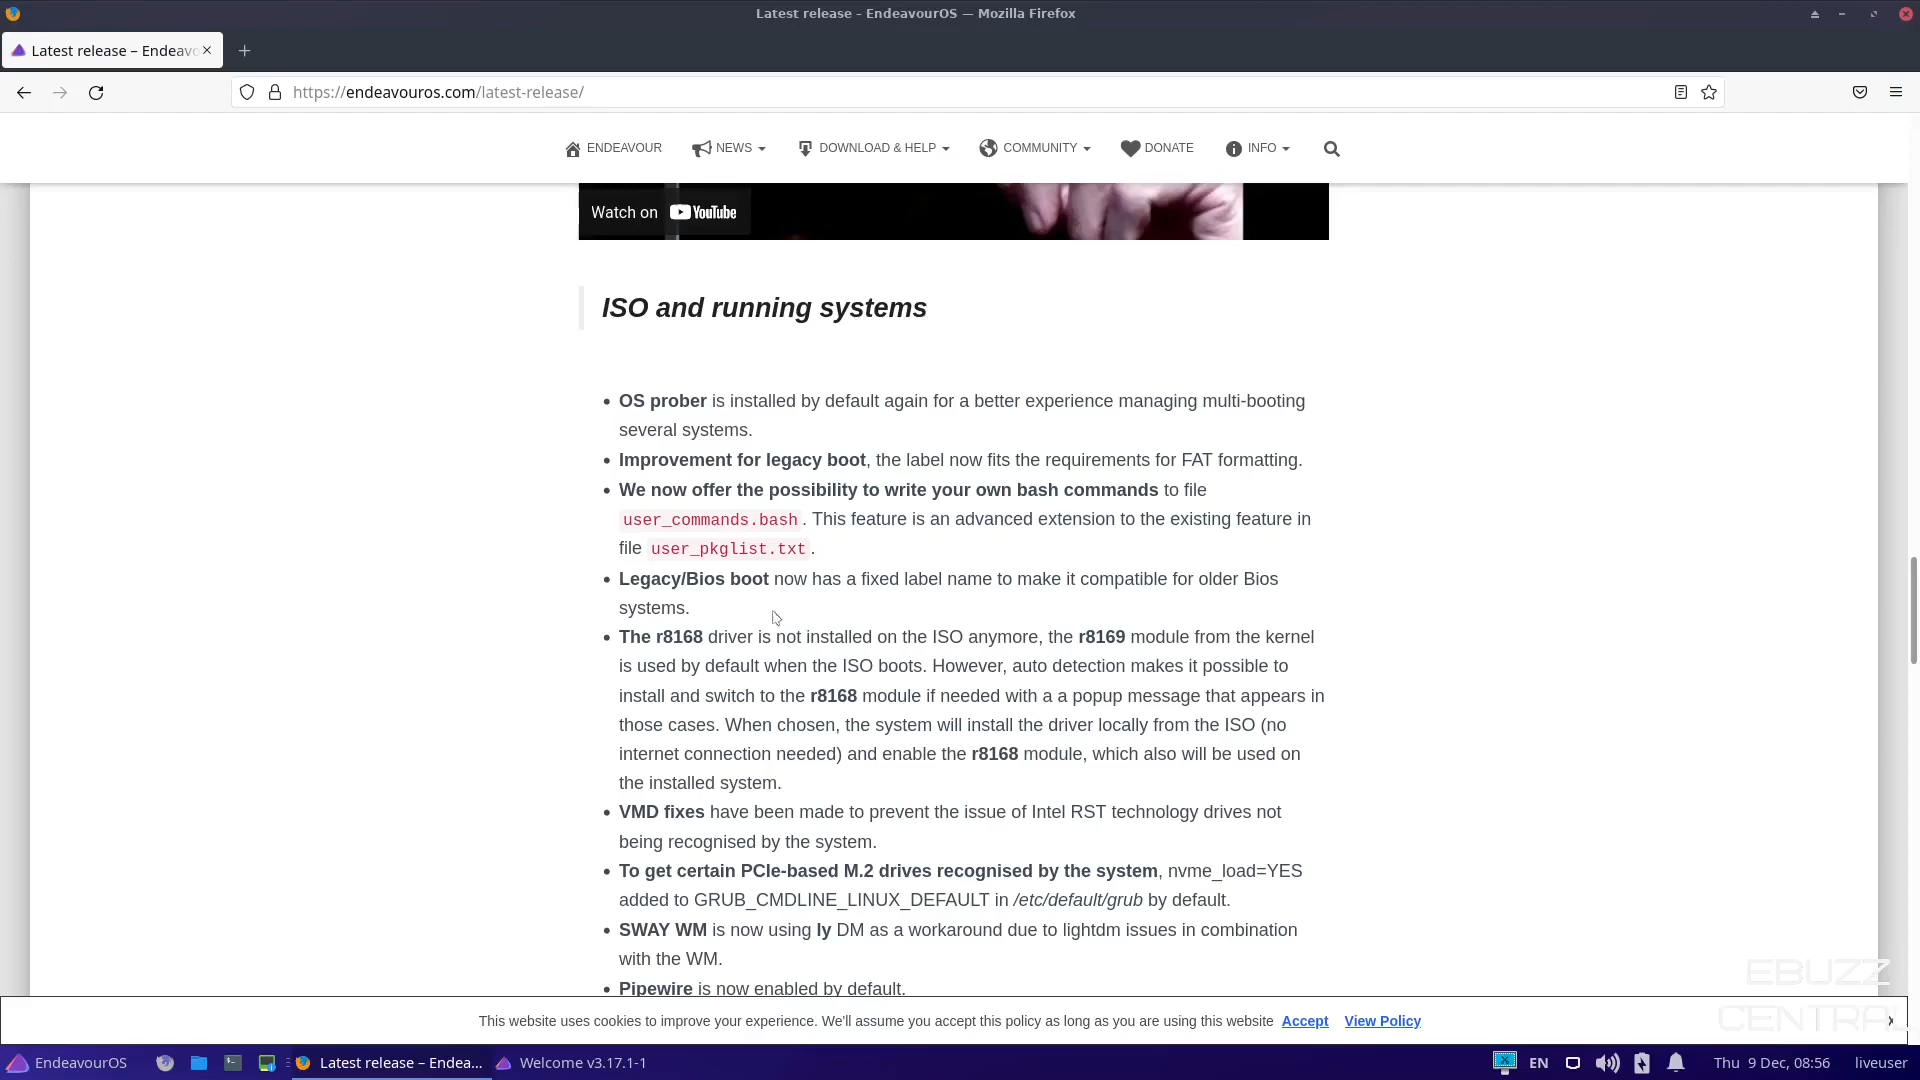 Latest release - EndeavourOS — Mozilla Firefox
Latest release – Endeavo
https://endeavouros.com/latest-release/
ENDEAVOUR NEWS DOWNLOAD & HELP COMMUNITY DONATE INFO
Watch on YouTube
ISO and running systems
• OS prober is installed by default again for a better experience managing multi-booting
several systems.
• Improvement for legacy boot, the label now fits the requirements for FAT formatting.
• We now offer the possibility to write your own bash commands to file
user_commands.bash. This feature is an advanced extension to the existing feature in
file user_pkglist.txt.
• Legacy/Bios boot now has a fixed label name to make it compatible for older Bios
systems.
• The r8168 driver is not installed on the ISO anymore, the r8169 module from the kernel
is used by default when the ISO boots. However, auto detection makes it possible to
install and switch to the r8168 module if needed with a a popup message that appears in
those cases. When chosen, the system will install the driver locally from the ISO (no
internet connection needed) and enable the r8168 module, which also will be used on
the installed system.
• VMD fixes have been made to prevent the issue of Intel RST technology drives not
being recognised by the system.
• To get certain PCIe-based M.2 drives recognised by the system, nvme_load=YES
added to GRUB_CMDLINE_LINUX_DEFAULT in /etc/default/grub by default.
• SWAY WM is now using ly DM as a workaround due to lightdm issues in combination
with the WM.
• Pipewire is now enabled by default.
EBUZZ
CENTRAL
This website uses cookies to improve your experience. We'll assume you accept this policy as long as you are using this website Accept View Policy
EndeavourOS Latest release – Endea... Welcome v3.17.1-1 EN Thu 9 Dec, 08:56 liveuser